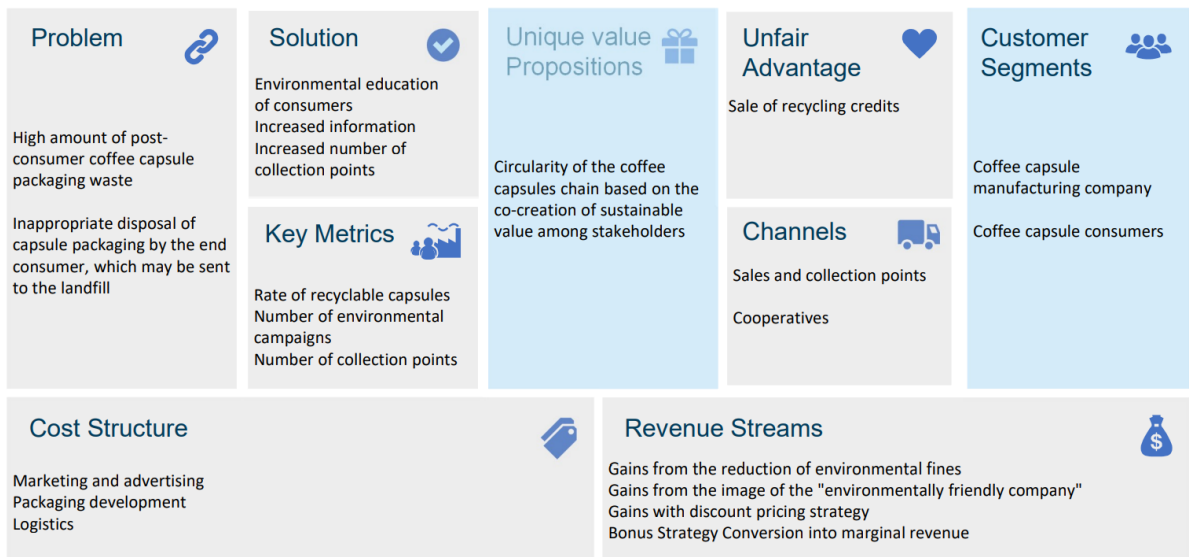 Problem
High amount of post-
consumer coffee capsule
packaging waste
Inappropriate disposal of
capsule packaging by the end
consumer, which may be sent
to the landfill
Solution
Environmental education
of consumers
Increased information
Increased number of
collection points
Key Metrics
Rate of recyclable capsules
Number of environmental
campaigns
Number of collection points
Unique value
Propositions
Circularity of the coffee
capsules chain based on the
co-creation of sustainable
value among stakeholders
Unfair
Advantage
Sale of recycling credits
Channels
Sales and collection points
Cooperatives
Customer
Segments
Coffee capsule
manufacturing company
Coffee capsule consumers
Cost Structure
Marketing and advertising
Packaging development
Logistics
Revenue Streams
$
Gains from the reduction of environmental fines
Gains from the image of the "environmentally friendly company"
Gains with discount pricing strategy
Bonus Strategy Conversion into marginal revenue